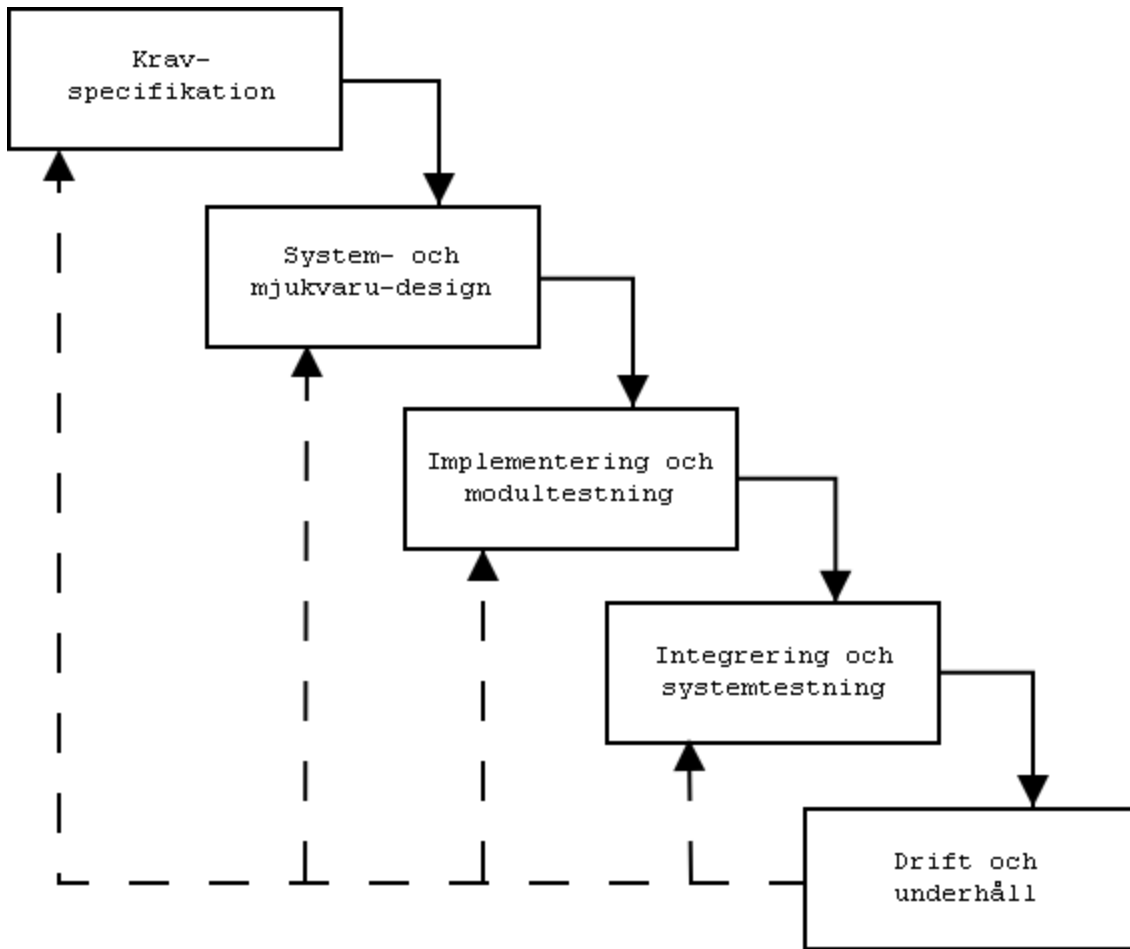 Krav-
specifikation
System- och
mjukvaru-design
Implementering och
modultestning
Integrering och
systemtestning
Drift och
underhåll